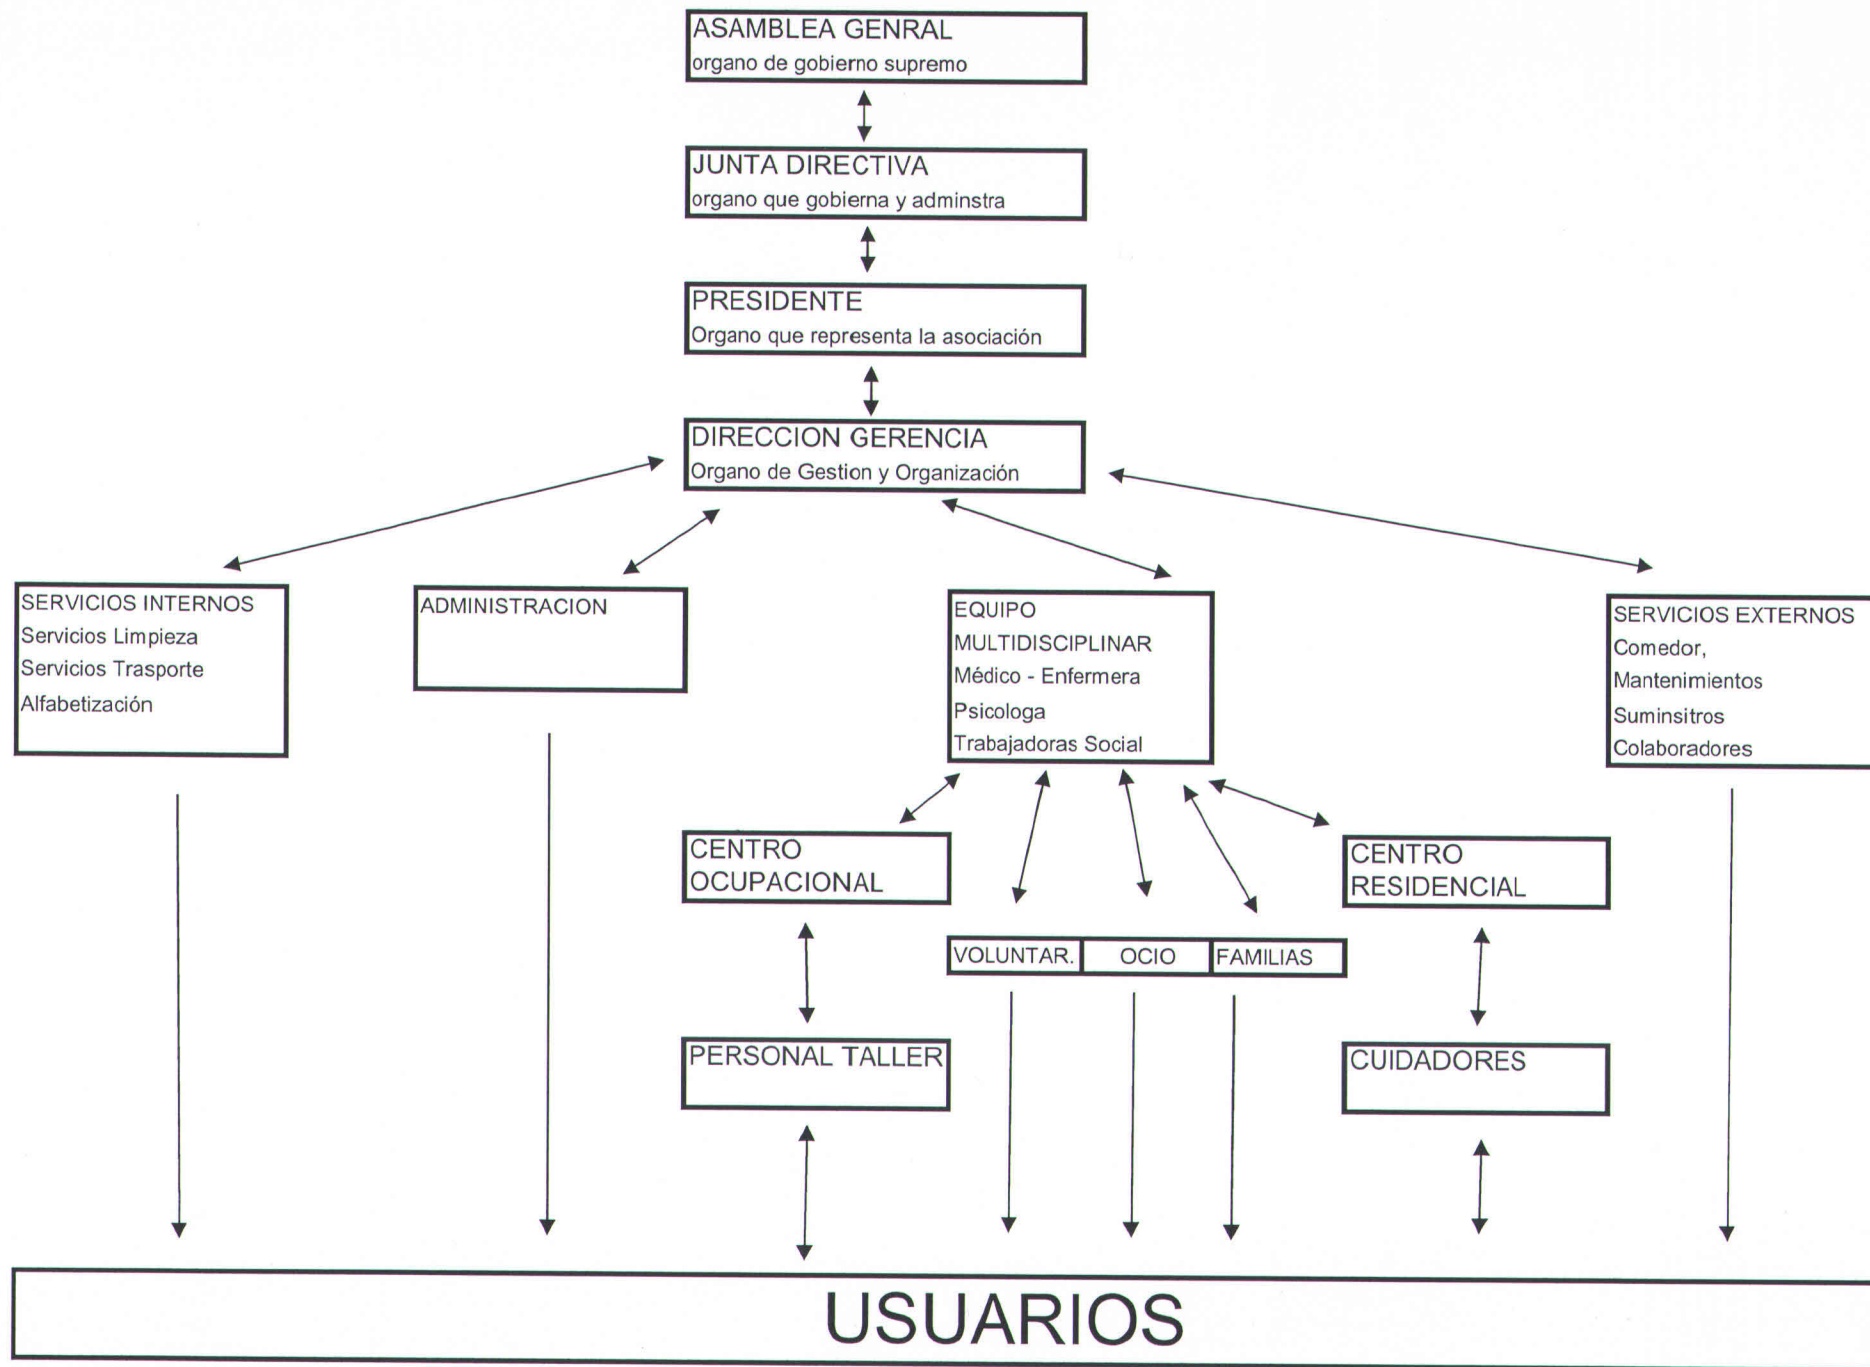 ASAMBLEA GENRAL
organo de gobierno supremo
JUNTA DIRECTIVA
organo que gobierna y adminstra
PRESIDENTE
Organo que representa la asociación
DIRECCION GERENCIA
Organo de Gestion y Organización
SERVICIOS INTERNOS
Servicios Limpieza
Servicios Trasporte
Alfabetización
ADMINISTRACION
EQUIPO
MULTIDISCIPLINAR
Médico - Enfermera
Psicologa
Trabajadoras Social
SERVICIOS EXTERNOS
Comedor,
Mantenimientos
Suminsitros
Colaboradores
CENTRO
OCUPACIONAL
CENTRO
RESIDENCIAL
VOLUNTAR.
OCIO
FAMILIAS
PERSONAL TALLER
CUIDADORES
USUARIOS